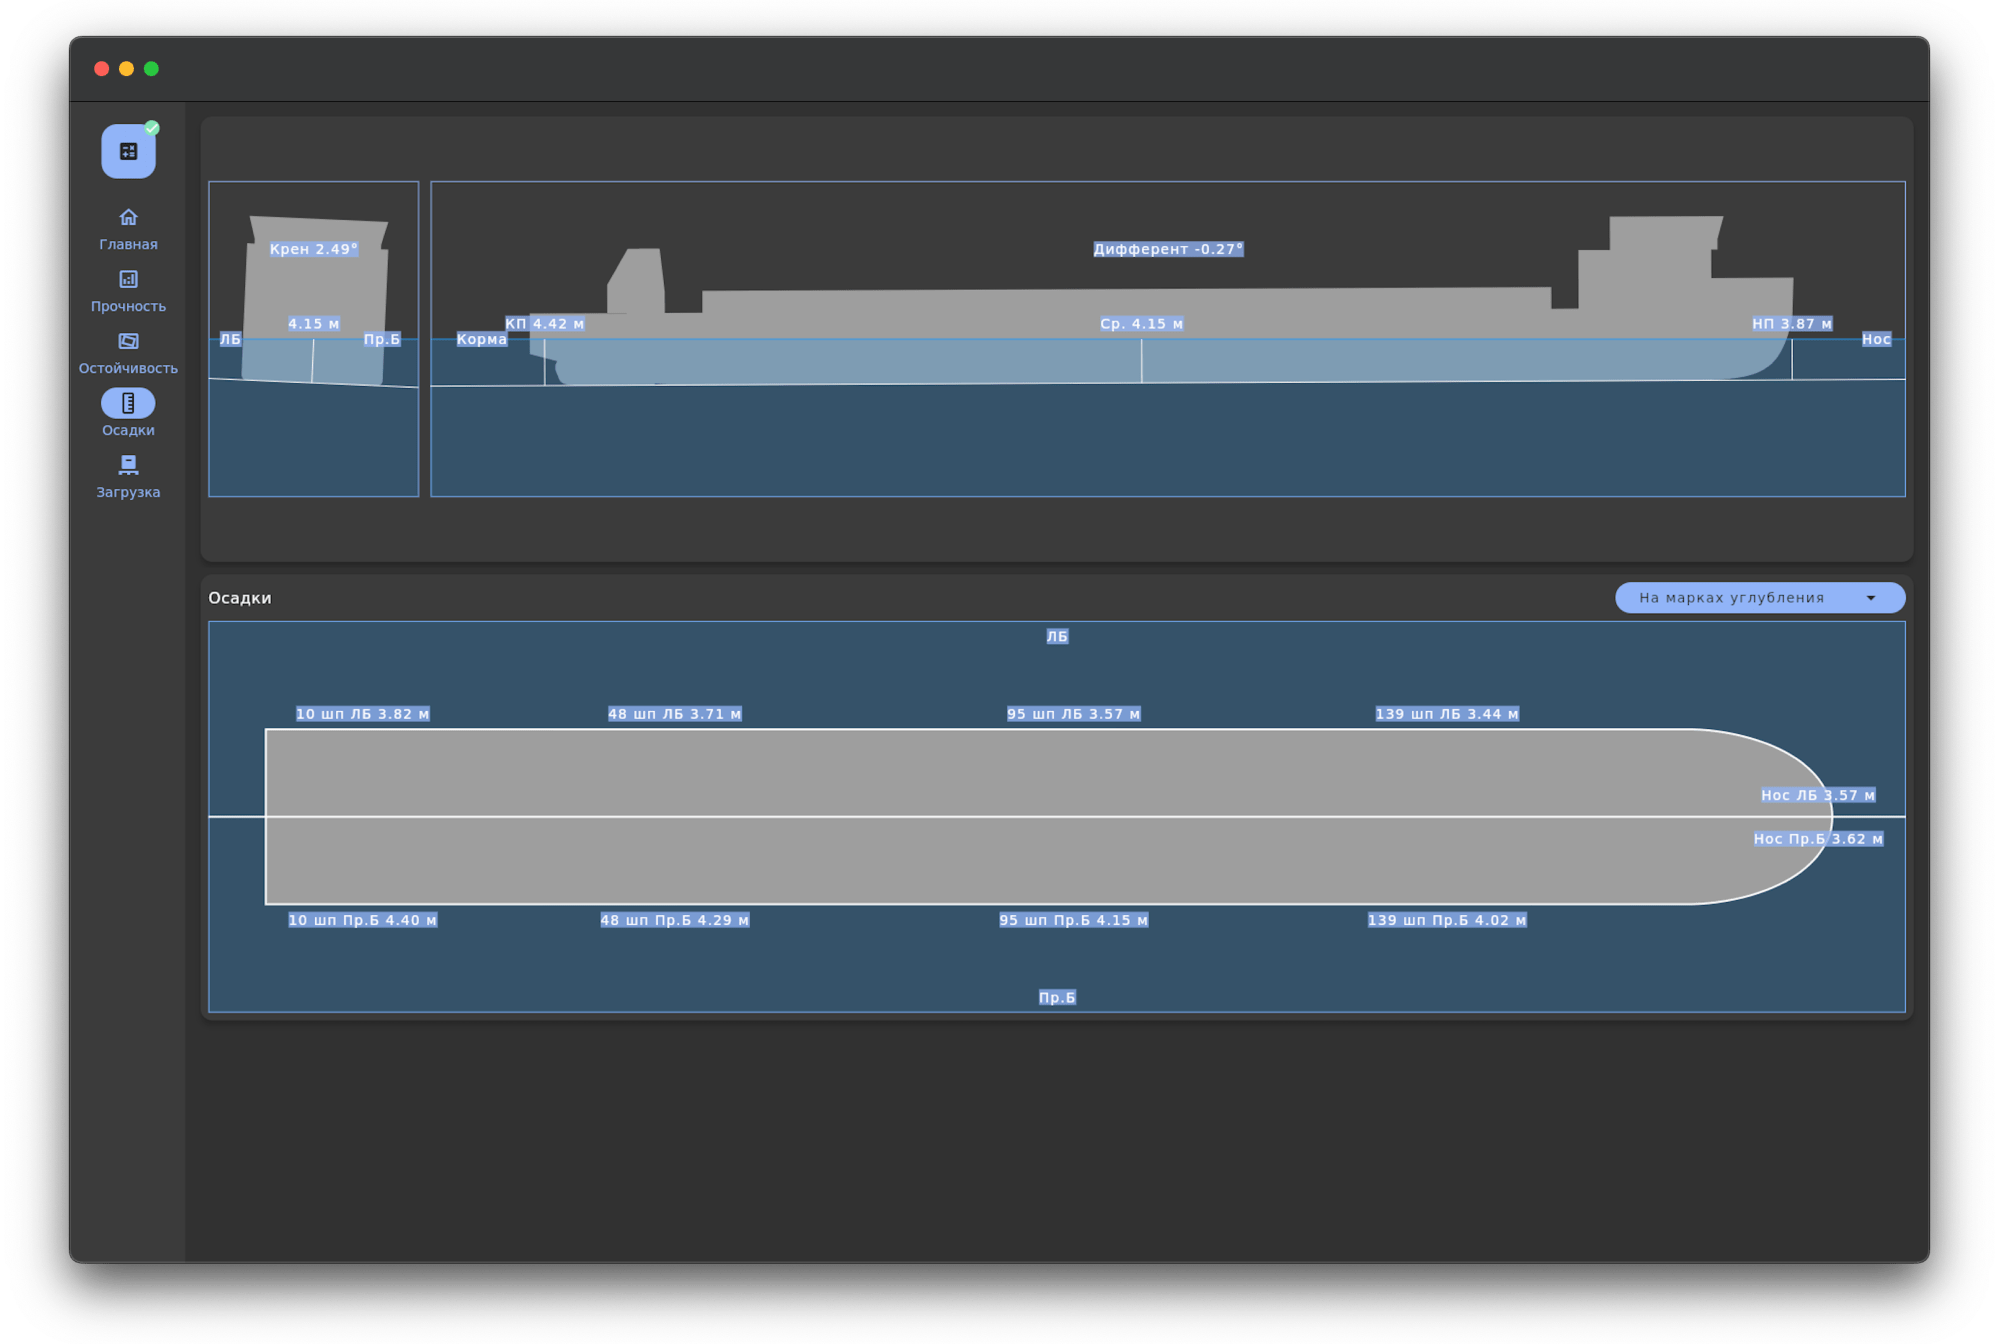 Главная
Прочность
Остойчивость
Осадки
Загрузка
Крен 2.49°
4.15 м
ЛБ
Пр.Б
Дифферент -0.27°
КП 4.42 м
Ср. 4.15 м
НП 3.87 м
Корма
Нос
Осадки
На марках углубления
ЛБ
10 шп ЛБ 3.82 м
48 шп ЛБ 3.71 м
95 шп ЛБ 3.57 м
139 шп ЛБ 3.44 м
Нос ЛБ 3.57 м
Нос Пр.Б 3.62 м
10 шп Пр.Б 4.40 м
48 шп Пр.Б 4.29 м
95 шп Пр.Б 4.15 м
139 шп Пр.Б 4.02 м
Пр.Б